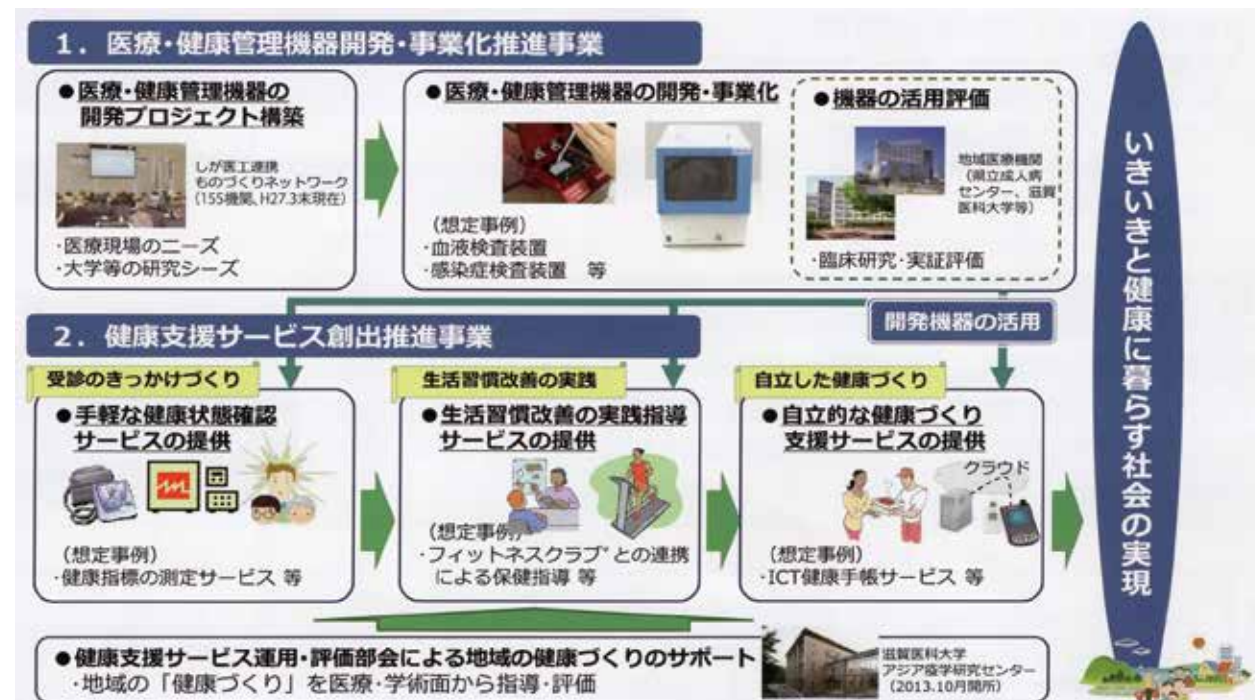 1．医療・健康管理機器開発・事業化推進事業
●医療・健康管理機器の
開発プロジェクト構築
しが医工連携
ものづくりネットワーク
（155機関、H27.3末現在）
・医療現場のニーズ
・大学等の研究シーズ
●医療・健康管理機器の開発・事業化
（想定事例）
・血液検査装置
・感染症検査装置　等
●機器の活用評価
地域医療機関
（県立成人病
センター、滋賀
医科大学等）
・臨床研究・実証評価
開発機器の活用
2．健康支援サービス創出推進事業
受診のきっかけづくり
●手軽な健康状態確認
サービスの提供
（想定事例）
・健康指標の測定サービス 等
生活習慣改善の実践
●生活習慣改善の実践指導
サービスの提供
（想定事例）
・フィットネスクラブ゛との連携
による保健指導 等
自立した健康づくり
●自立的な健康づくり
支援サービスの提供
クラウド
（想定事例）
・ICT健康手帳サービス 等
●健康支援サービス運用・評価部会による地域の健康づくりのサポート
・地域の「健康づくり」を医療・学術面から指導・評価
滋賀医科大学
アジア疫学研究センター
（2013.10月開所）
いきいきと健康に暮らす社会の実現